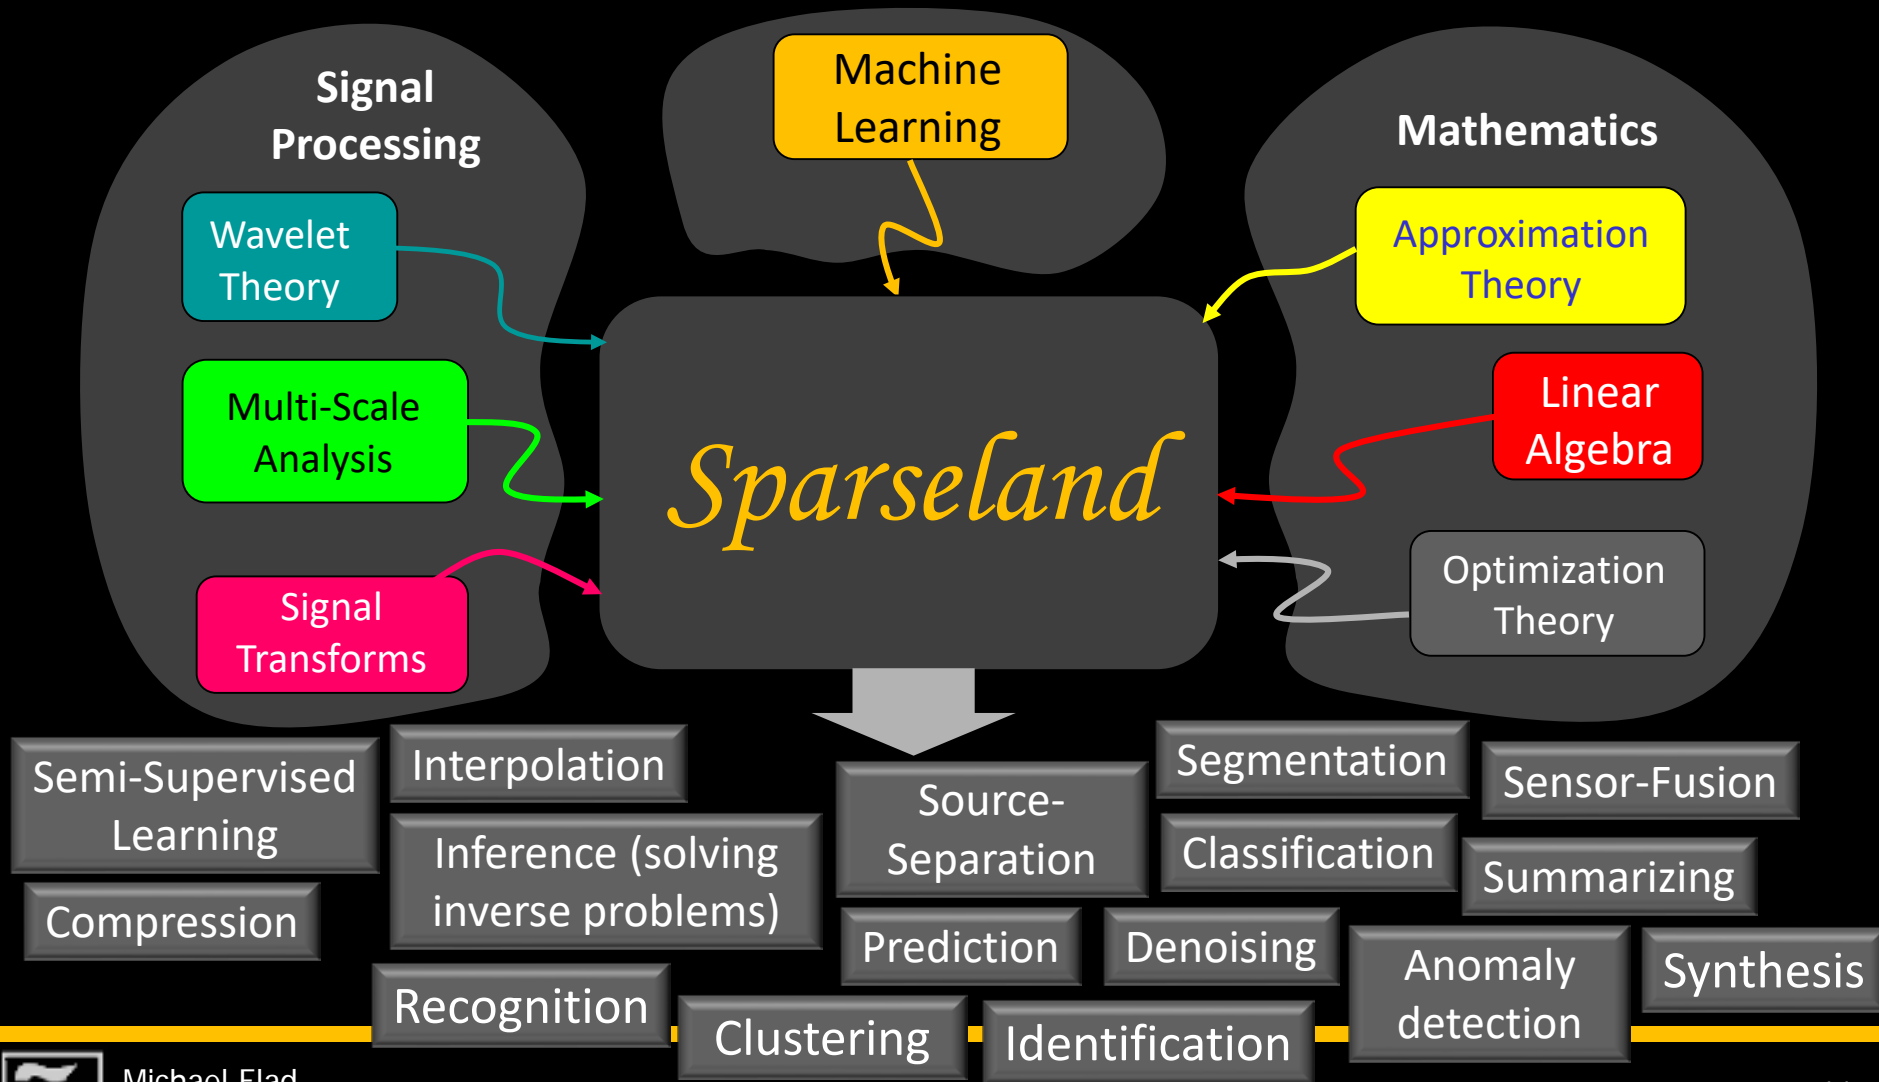 Signal
Processing
Machine
Learning
Mathematics
Wavelet
Theory
Approximation
Theory
Multi-Scale
Analysis
Linear
Algebra
Sparseland
Signal
Transforms
Optimization
Theory
Semi-Supervised
Learning
Interpolation
Source-
Separation
Segmentation
Sensor-Fusion
Inference (solving
inverse problems)
Classification
Summarizing
Compression
Prediction
Denoising
Anomaly
detection
Synthesis
Recognition
Clustering
Identification
Michael Elad